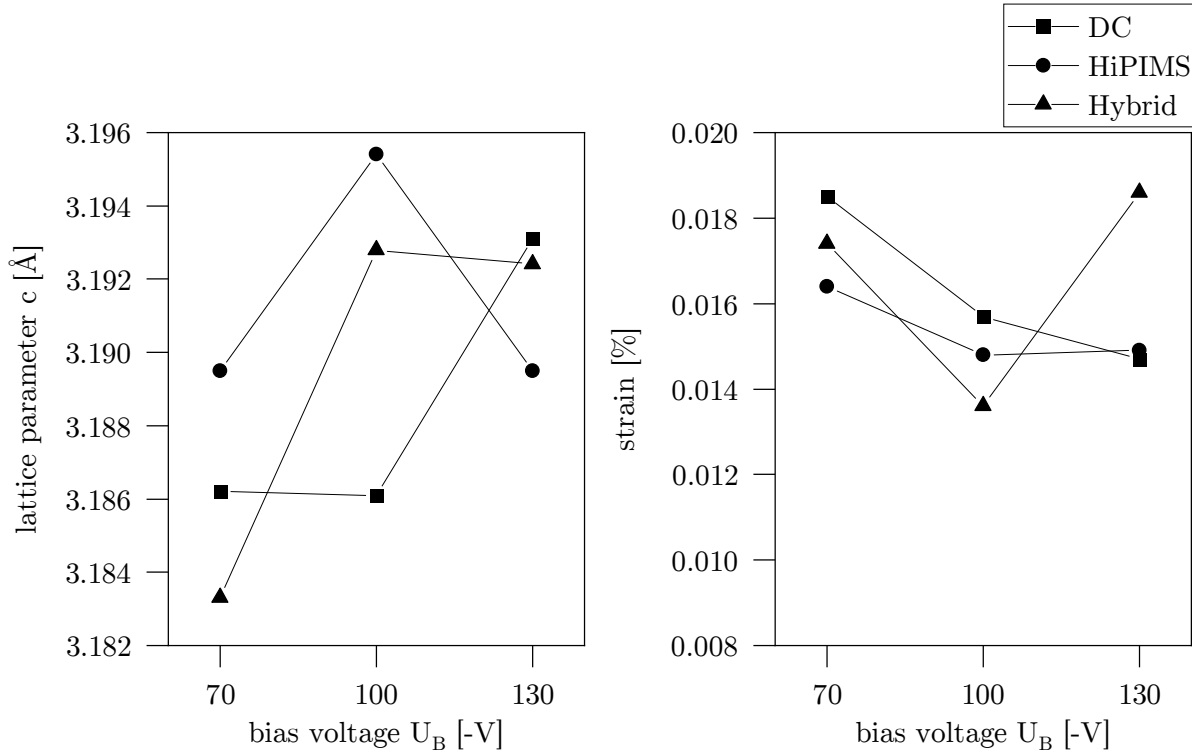 DC
HiPIMS
Hybrid
3.196
3.194
3.192
3.190
3.188
3.186
3.184
3.182
lattice parameter c [Å]
70 100 130
bias voltage U_B [-V]
0.020
0.018
0.016
0.014
0.012
0.010
0.008
strain [%]
70 100 130
bias voltage U_B [-V]